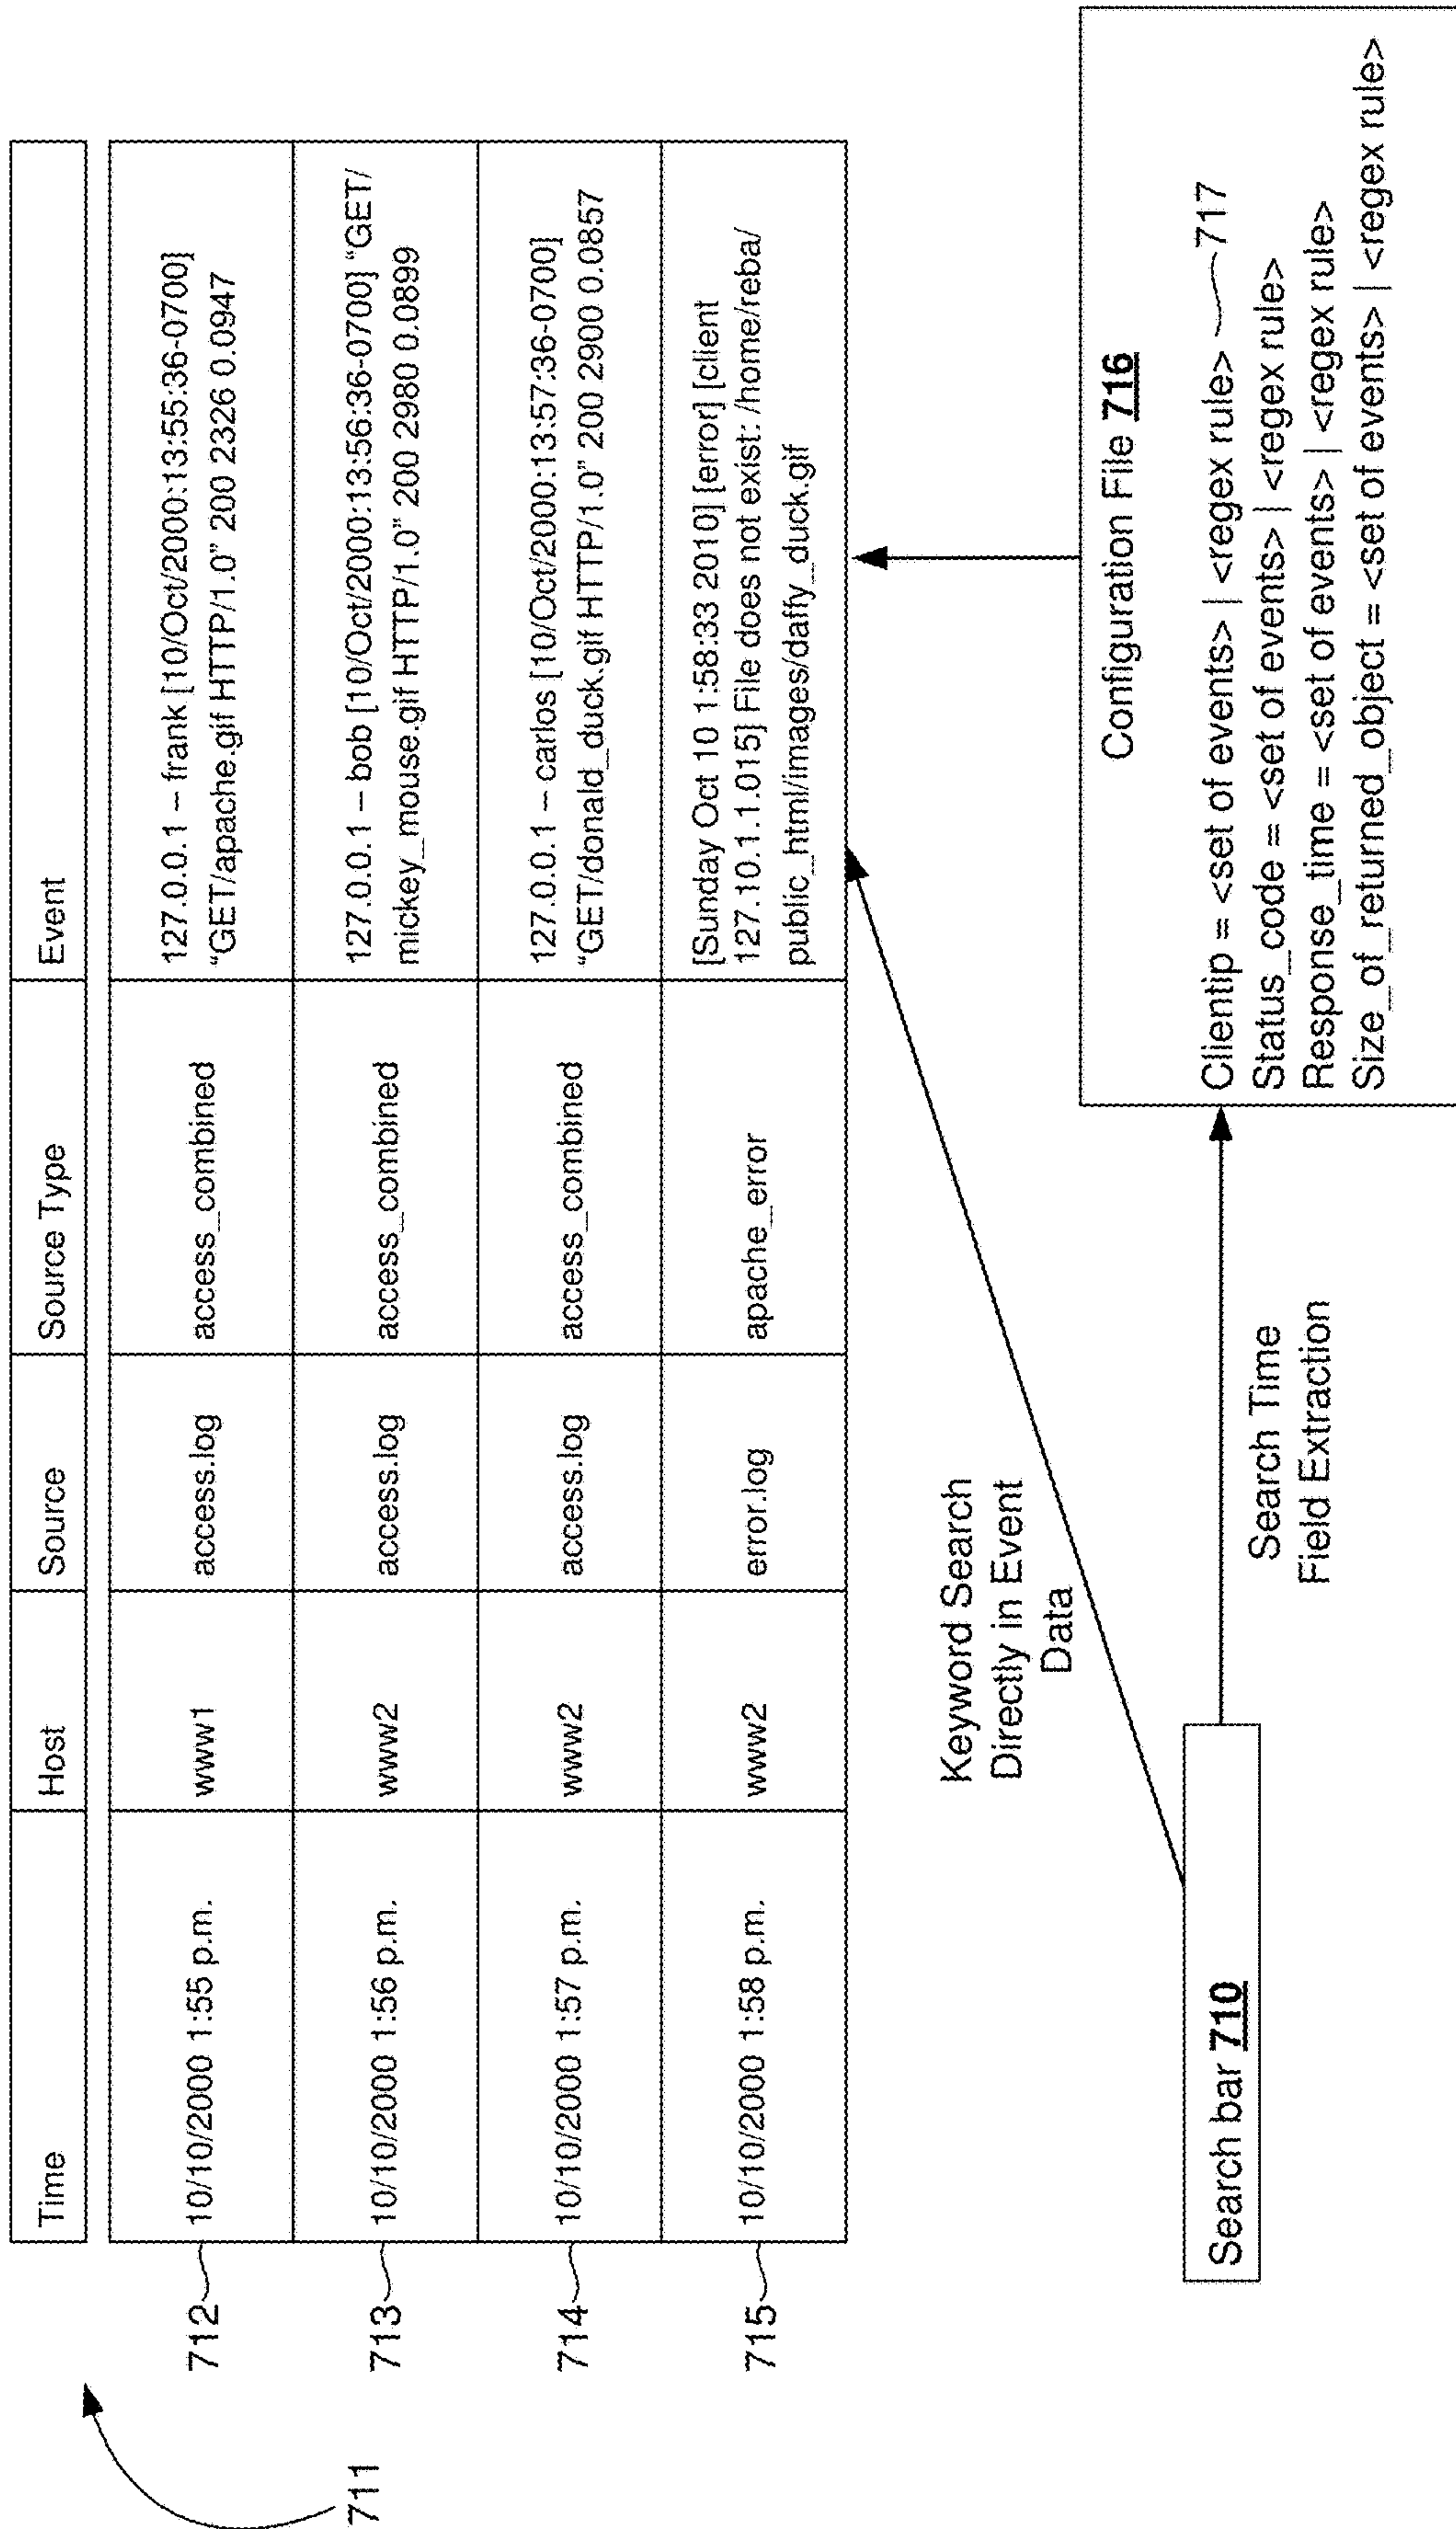 711
Time
Host
Source
Source Type
Event
712
10/10/2000 1:55 p.m.
www1
access.log
access_combined
127.0.0.1 – frank [10/Oct/2000:13:55:36-0700]
“GET/apache.gif HTTP/1.0” 200 2326 0.0947
713
10/10/2000 1:56 p.m.
www2
access.log
access_combined
127.0.0.1 – bob [10/Oct/2000:13:56:36-0700] “GET/
mickey_mouse.gif HTTP/1.0” 200 2980 0.0899
714
10/10/2000 1:57 p.m.
www2
access.log
access_combined
127.0.0.1 – carlos [10/Oct/2000:13:57:36-0700]
“GET/donald_duck.gif HTTP/1.0” 200 2900 0.0857
715
10/10/2000 1:58 p.m.
www2
error.log
apache_error
[Sunday Oct 10 1:58:33 2010] [error] [client
127.10.1.1.015] File does not exist: /home/reba/
public_html/images/daffy_duck.gif
Keyword Search
Directly in Event
Data
Search bar 710
Search Time
Field Extraction
Configuration File 716
Clientip = <set of events> | <regex rule> 717
Status_code = <set of events> | <regex rule>
Response_time = <set of events> | <regex rule>
Size_of_returned_object = <set of events> | <regex rule>